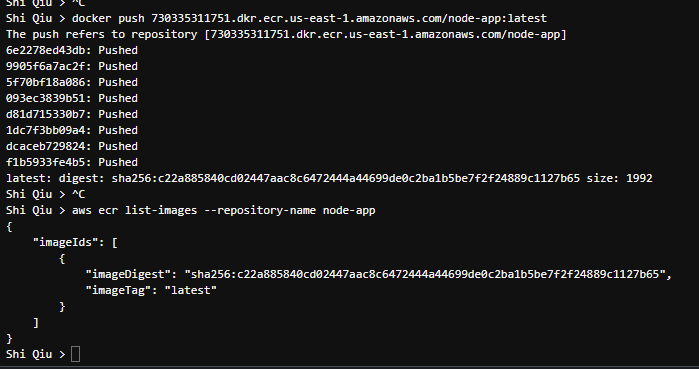 Shi Qiu > ^C
Shi Qiu > docker push 730335311751.dkr.ecr.us-east-1.amazonaws.com/node-app:latest
The push refers to repository [730335311751.dkr.ecr.us-east-1.amazonaws.com/node-app]
6e2278ed43db: Pushed
9905f6a7ac2f: Pushed
5f70bf18a086: Pushed
093ec3839b51: Pushed
d81d715330b7: Pushed
1dc7f3bb09a4: Pushed
dcaceb729824: Pushed
f1b5933fe4b5: Pushed
latest: digest: sha256:c22a885840cd02447aac8c6472444a44699de0c2ba1b5be7f2f24889c1127b65 size: 1992
Shi Qiu > ^C
Shi Qiu > aws ecr list-images --repository-name node-app
{
    "imageIds": [
        {
            "imageDigest": "sha256:c22a885840cd02447aac8c6472444a44699de0c2ba1b5be7f2f24889c1127b65",
            "imageTag": "latest"
        }
    ]
}
Shi Qiu >